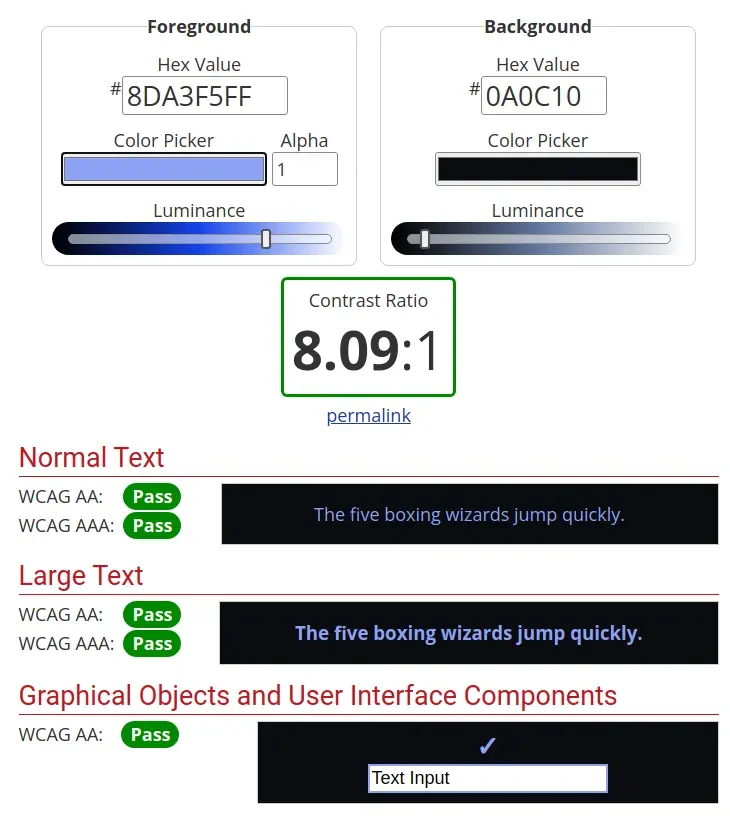 Foreground
Hex Value
#8DA3F5FF
Color Picker Alpha
1
Luminance
Background
Hex Value
#0A0C10
Color Picker
Luminance
Contrast Ratio
8.09:1
permalink
Normal Text
WCAG AA: Pass
WCAG AAA: Pass
The five boxing wizards jump quickly.
Large Text
WCAG AA: Pass
WCAG AAA: Pass
The five boxing wizards jump quickly.
Graphical Objects and User Interface Components
WCAG AA: Pass
✓
Text Input